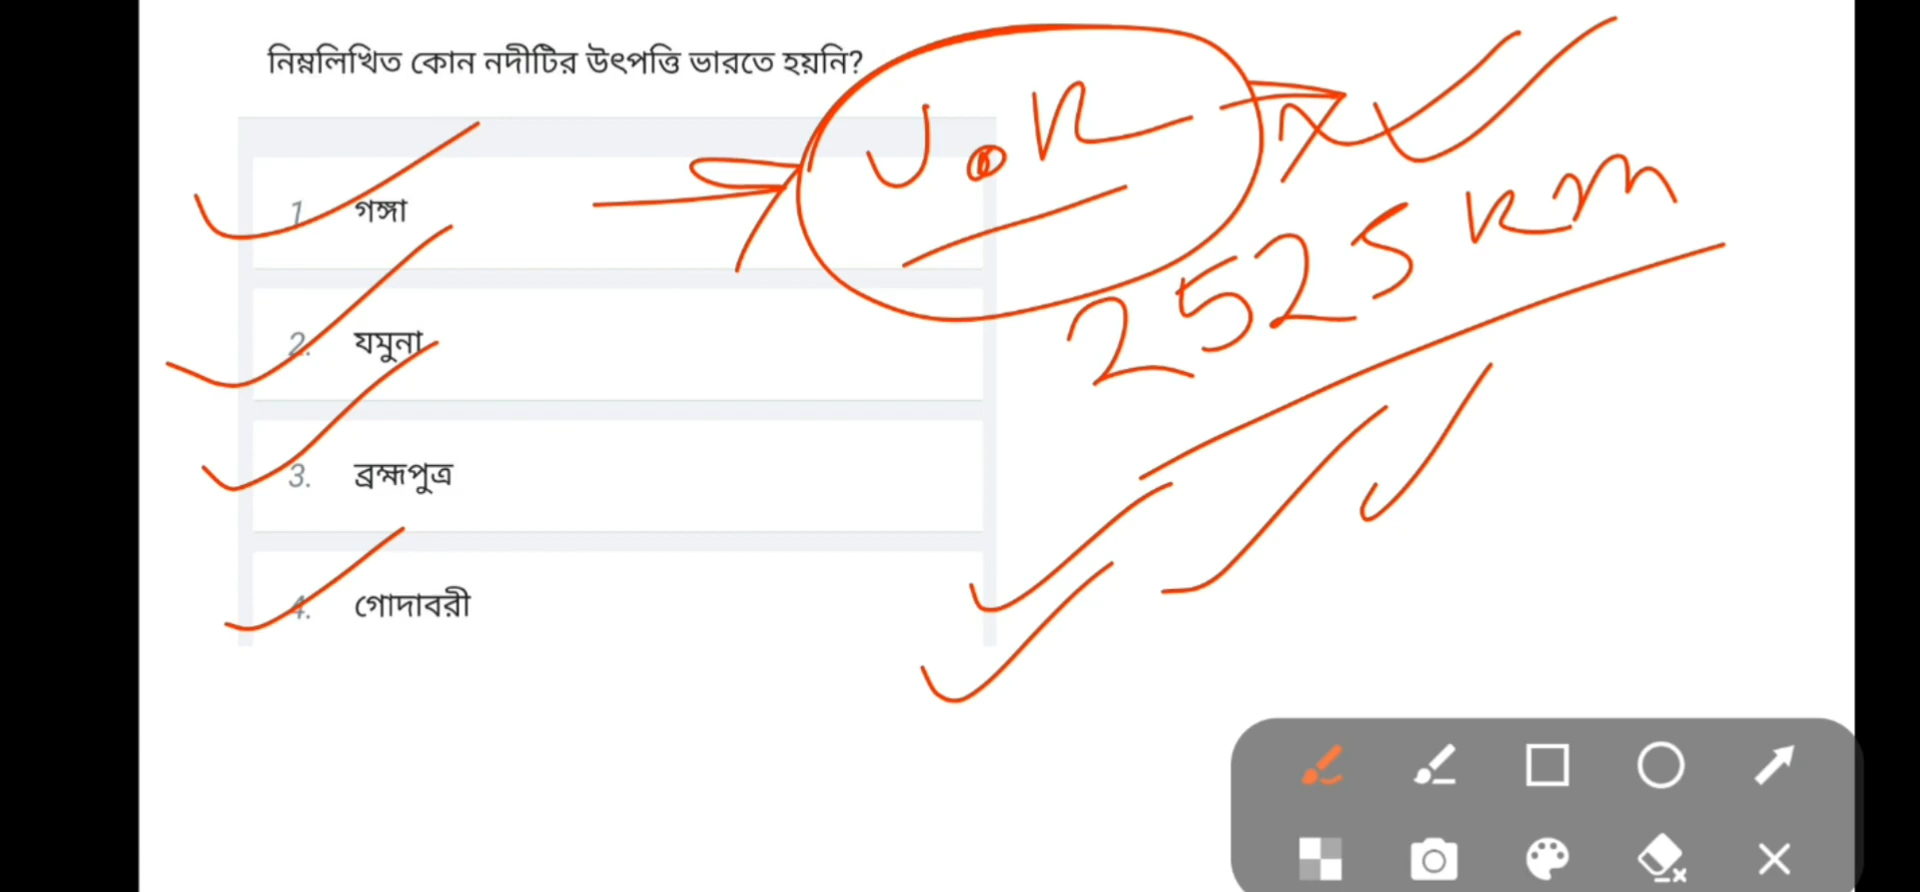 নিম্নলিখিত কোন নদীটির উৎপত্তি ভারতে হয়নি?
1. গঙ্গা
2. যমুনা
3. ব্রহ্মপুত্র
4. গোদাবরী
2525 km